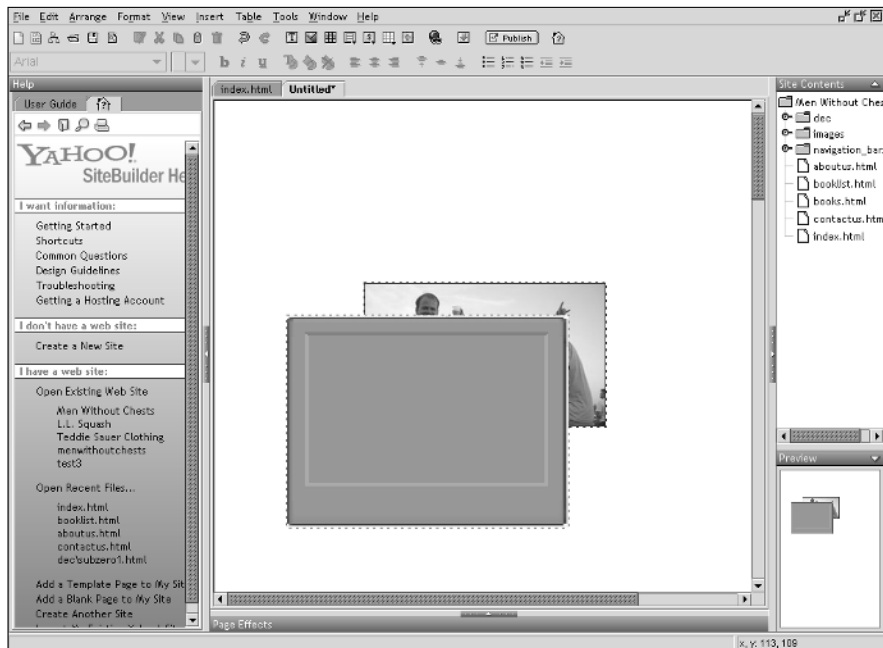 File Edit Arrange Format View Insert Table Tools Window Help
Publish
Arial
b i u
Help
User Guide
YAHOO!
SiteBuilder He
I want information:
Getting Started
Shortcuts
Common Questions
Design Guidelines
Troubleshooting
Getting a Hosting Account
I don't have a web site:
Create a New Site
I have a web site:
Open Existing Web Site
Men Without Chests
L.L. Squash
Teddie Sauer Clothing
menwithoutchests
test3
Open Recent Files...
index.html
booklist.html
aboutus.html
contactus.html
dec\subzero1.html
Add a Template Page to My Sit
Add a Blank Page to My Site
Create Another Site
index.html Untitled*
Page Effects
Site Contents
Men Without Ches
dec
images
navigation_bar
aboutus.html
booklist.html
books.html
contactus.htm
index.html
Preview
x, y: 113, 109